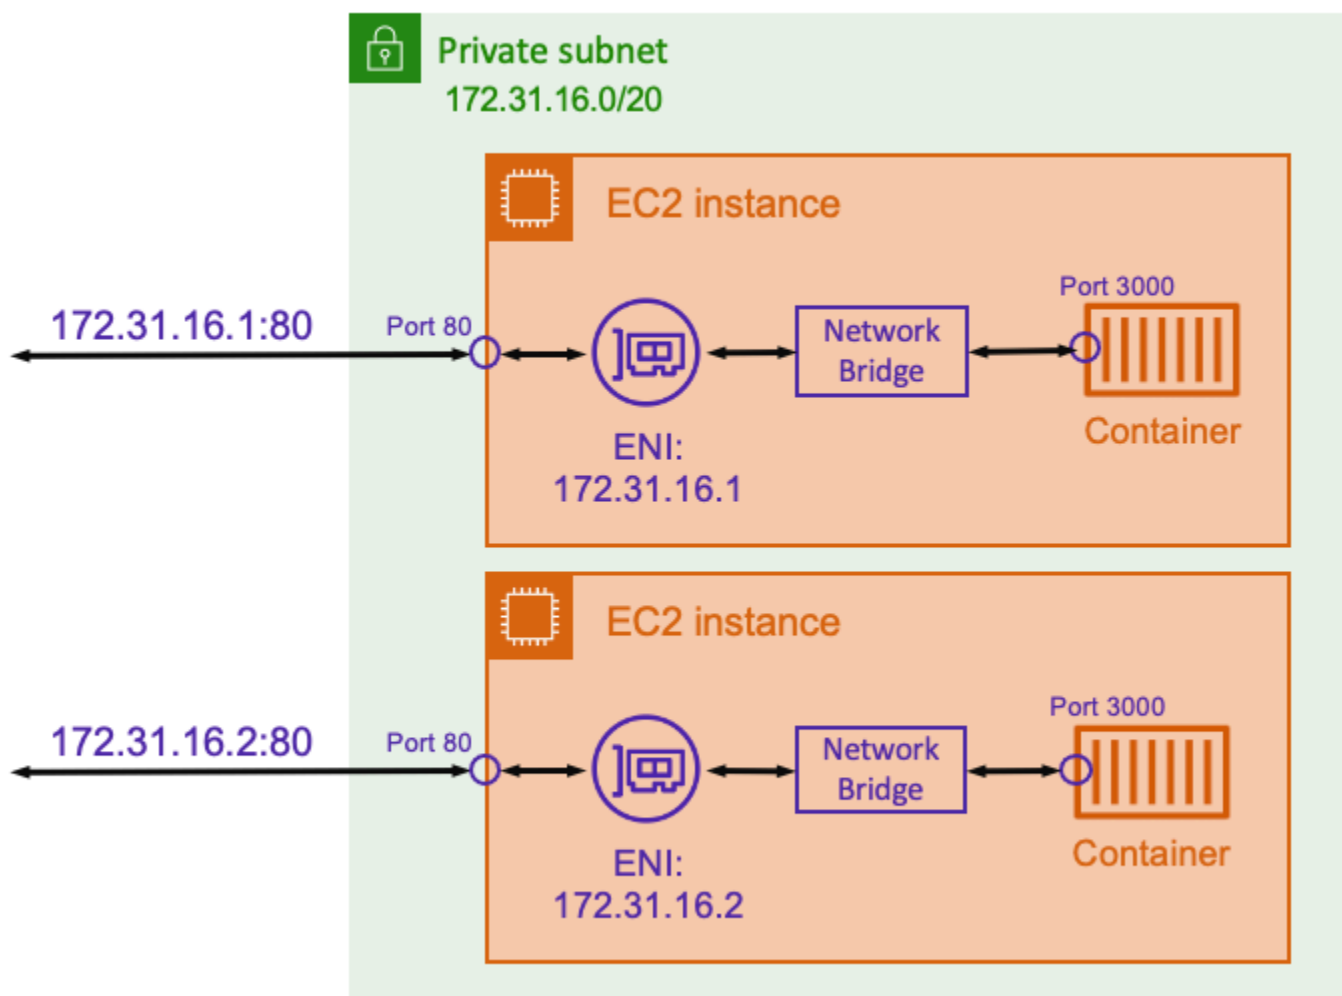 Private subnet
172.31.16.0/20
EC2 instance
172.31.16.1:80
Port 80
Network
Bridge
Port 3000
ENI:
172.31.16.1
Container
EC2 instance
172.31.16.2:80
Port 80
Network
Bridge
Port 3000
ENI:
172.31.16.2
Container